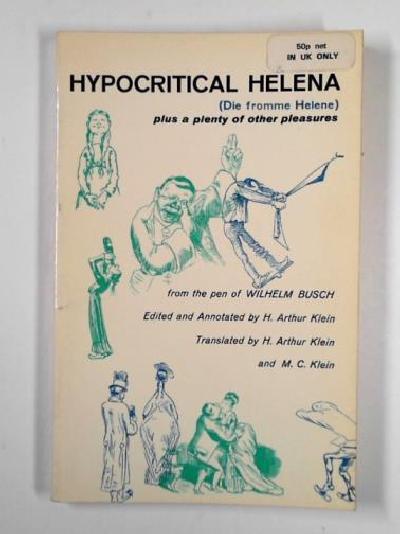 50p net
IN UK ONLY
HYPOCRITICAL HELENA
(Die fromme Helene)
plus a plenty of other pleasures
from the pen of WILHELM BUSCH
Edited and Annotated by H. Arthur Klein
Translated by H. Arthur Klein
and M. C. Klein